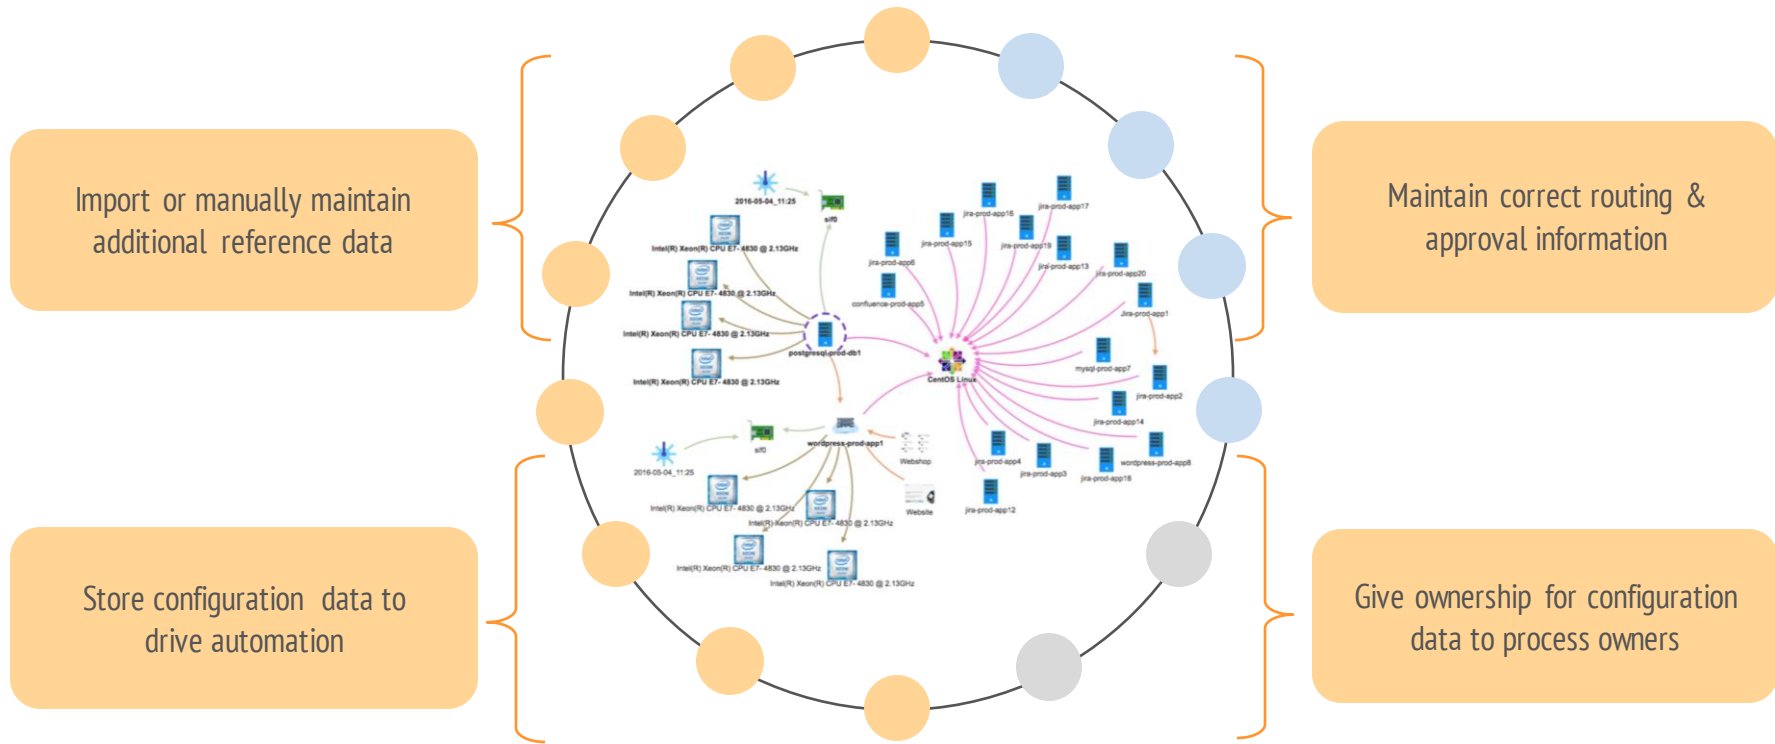 Import or manually maintain
additional reference data
Store configuration data to
drive automation
Maintain correct routing &
approval information
Give ownership for configuration
data to process owners
2016-05-04_11:25
sif0
Intel(R) Xeon(R) CPU E7- 4830 @ 2.13GHz
Intel(R) Xeon(R) CPU E7- 4830 @ 2.13GHz
Intel(R) Xeon(R) CPU E7- 4830 @ 2.13GHz
Intel(R) Xeon(R) CPU E7- 4830 @ 2.13GHz
postgresql-prod-db1
jira-prod-app17
jira-prod-app16
jira-prod-app15
jira-prod-app19
jira-prod-app6
jira-prod-app13
jira-prod-app20
confluence-prod-app5
Jira-prod-app1
CentOS Linux
mysql-prod-app7
jira-prod-app2
jira-prod-app14
wordpress-prod-app1
sif0
2016-05-04_11:25
Webshop
Website
jira-prod-app4
jira-prod-app3
jira-prod-app18
wordpress-prod-app8
jira-prod-app12
Intel(R) Xeon(R) CPU E7- 4830 @ 2.13GHz
Intel(R) Xeon(R) CPU E7- 4830 @ 2.13GHz
Intel(R) Xeon(R) CPU E7- 4830 @ 2.13GHz
Intel(R) Xeon(R) CPU E7- 4830 @ 2.13GHz